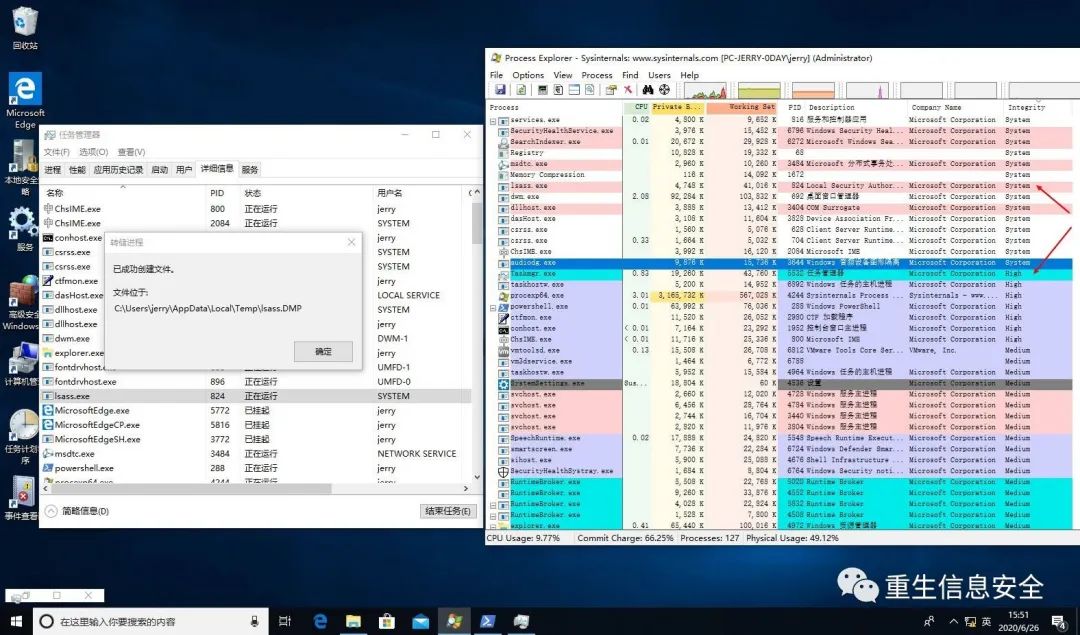 回收站
Microsoft
Edge
本地安全
略
服务
高级安全
Windows
计算机管
任务计划
序
事件查看
任务管理器
文件(F) 选项(O) 查看(V)
进程 性能 应用历史记录 启动 用户 详细信息 服务
名称 PID 状态 用户名
ChsIME.exe 800 正在运行 jerry
ChsIME.exe 2084 正在运行 SYSTEM
conhost.exe jerry
csrss.exe SYSTEM
csrss.exe SYSTEM
ctfmon.exe jerry
dasHost.exe LOCAL SERVICE
dllhost.exe SYSTEM
dllhost.exe jerry
dwm.exe DWM-1
explorer.exe jerry
fontdrvhost.exe UMFD-1
fontdrvhost.exe 896 正在运行 UMFD-0
lsass.exe 824 正在运行 SYSTEM
MicrosoftEdge.exe 5772 已挂起 jerry
MicrosoftEdgeCP.exe 5816 已挂起 jerry
MicrosoftEdgeSH.exe 3772 已挂起 jerry
msdtc.exe 3484 正在运行 NETWORK SERVICE
powershell.exe 288 正在运行 jerry
procexp64.exe 4244 正在运行 jerry
简略信息(D) 结束任务(E)
转储进程
已成功创建文件。
文件位于:
C:\Users\jerry\AppData\Local\Temp\lsass.DMP
确定
Process Explorer - Sysinternals: www.sysinternals.com [PC-JERRY-0DAY\jerry] (Administrator)
File Options View Process Find Users Help
Process CPU Private B... Working Set PID Description Company Name Integrity
services.exe 0.02 4,800 K 9,652 K 816 服务和控制器应用 Microsoft Corporation System
SecurityHealthService.exe 3,976 K 15,452 K 6796 Windows Security Heal... Microsoft Corporation System
SearchIndexer.exe 0.01 20,672 K 29,928 K 6272 Microsoft Windows Sea... Microsoft Corporation System
Registry 10,828 K 19,332 K 68 System
msdtc.exe 2,960 K 10,260 K 3484 Microsoft 分布式事务处... Microsoft Corporation System
Memory Compression 116 K 14,092 K 1672 System
lsass.exe 4,748 K 41,016 K 824 Local Security Author... Microsoft Corporation System
dwm.exe 2.08 92,284 K 103,832 K 692 桌面窗口管理器 Microsoft Corporation System
dllhost.exe 3,888 K 13,412 K 3404 COM Surrogate Microsoft Corporation System
dasHost.exe 3,108 K 11,604 K 3828 Device Association Fr... Microsoft Corporation System
csrss.exe 1,560 K 5,076 K 628 Client Server Runtime... Microsoft Corporation System
csrss.exe 0.33 1,664 K 5,032 K 704 Client Server Runtime... Microsoft Corporation System
ChsIME.exe 3,992 K 16,120 K 2084 Microsoft IME Microsoft Corporation System
audiodg.exe 9,876 K 15,736 K 3644 Windows 音频设备图形隔离 Microsoft Corporation System
Taskmgr.exe 0.83 19,260 K 43,760 K 5532 任务管理器 Microsoft Corporation High
taskhostw.exe 5,200 K 14,952 K 6892 Windows 任务的主机进程 Microsoft Corporation High
procexp64.exe 3.01 3,165,732 K 567,028 K 4244 Sysinternals Process ... Sysinternals - www... High
powershell.exe 0.01 63,992 K 76,036 K 288 Windows PowerShell Microsoft Corporation High
ctfmon.exe 11,520 K 26,052 K 2980 CTF 加载程序 Microsoft Corporation High
conhost.exe < 0.01 7,164 K 23,292 K 1952 控制台窗口主进程 Microsoft Corporation High
ChsIME.exe < 0.01 11,716 K 25,336 K 800 Microsoft IME Microsoft Corporation High
vmtoolsd.exe 0.13 15,508 K 26,708 K 6812 VMware Tools Core Ser... VMware, Inc. Medium
vm3dservice.exe 1,464 K 6,772 K 6788 Medium
taskhostw.exe 5,952 K 15,584 K 4964 Windows 任务的主机进程 Microsoft Corporation Medium
SystemSettings.exe Sus... 18,804 K 60 K 4536 设置 Microsoft Corporation Medium
svchost.exe 2,660 K 12,020 K 4728 Windows 服务主进程 Microsoft Corporation Medium
svchost.exe 6,456 K 28,764 K 4784 Windows 服务主进程 Microsoft Corporation Medium
svchost.exe 2,744 K 16,704 K 3440 Windows 服务主进程 Microsoft Corporation Medium
svchost.exe 2,820 K 11,976 K 3804 Windows 服务主进程 Microsoft Corporation Medium
SpeechRuntime.exe 0.02 17,888 K 24,820 K 5548 Speech Runtime Execut... Microsoft Corporation Medium
smartscreen.exe 7,736 K 22,284 K 6724 Windows Defender Smar... Microsoft Corporation Medium
sihost.exe 5,900 K 25,088 K 4676 Shell Infrastructure ... Microsoft Corporation Medium
SecurityHealthSystray.exe 1,684 K 8,804 K 6764 Windows Security noti... Microsoft Corporation Medium
RuntimeBroker.exe 5,508 K 22,768 K 5020 Runtime Broker Microsoft Corporation Medium
RuntimeBroker.exe 9,260 K 33,876 K 4552 Runtime Broker Microsoft Corporation Medium
RuntimeBroker.exe 4,092 K 22,824 K 5632 Runtime Broker Microsoft Corporation Medium
RuntimeBroker.exe 1,528 K 7,800 K 4508 Runtime Broker Microsoft Corporation Medium
explorer.exe 0.41 65,440 K 100,016 K 4972 Windows 资源管理器 Microsoft Corporation Medium
CPU Usage: 9.77% Commit Charge: 66.25% Processes: 127 Physical Usage: 49.12%
重生信息安全
在这里输入你要搜索的内容
英
15:51
2020/6/26
4